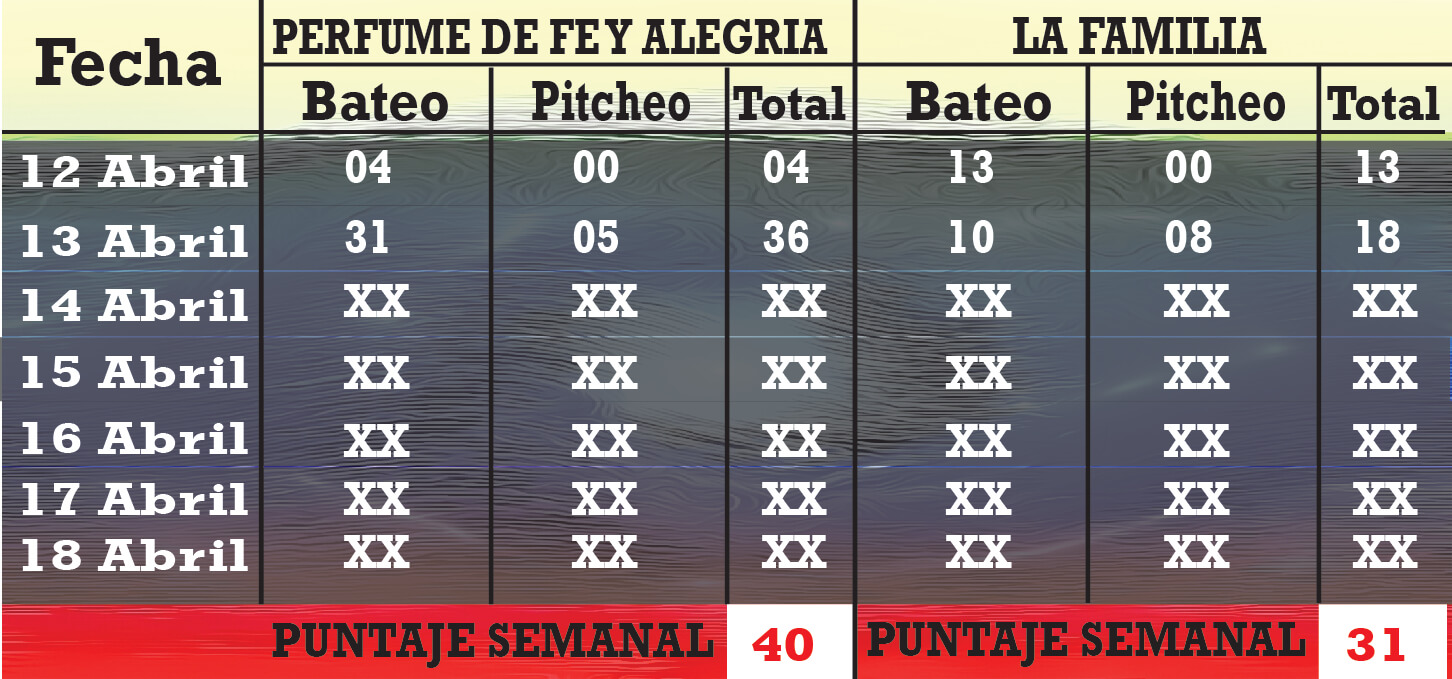 Fecha PERFUME DE FE Y ALEGRIA LA FAMILIA
Bateo Pitcheo Total Bateo Pitcheo Total
12 Abril 04 00 04 13 00 13
13 Abril 31 05 36 10 08 18
14 Abril XX XX XX XX XX XX
15 Abril XX XX XX XX XX XX
16 Abril XX XX XX XX XX XX
17 Abril XX XX XX XX XX XX
18 Abril XX XX XX XX XX XX
PUNTAJE SEMANAL 40 PUNTAJE SEMANAL 31